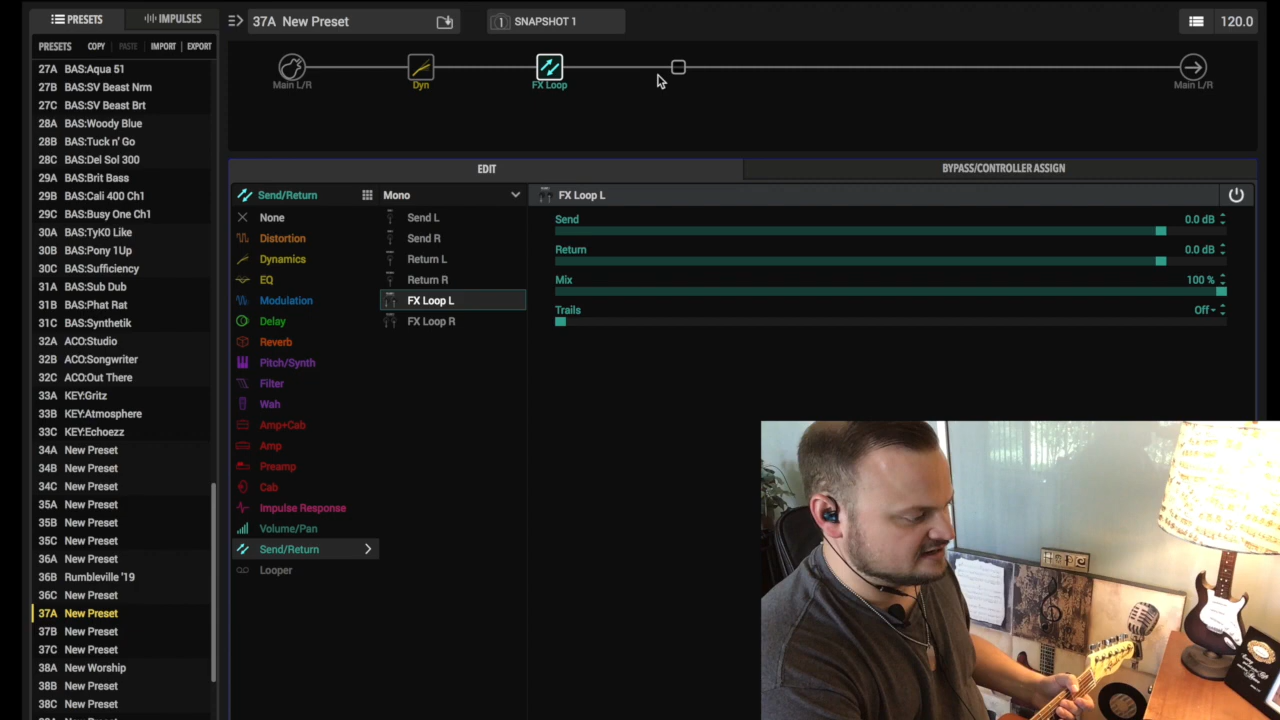 PRESETS
IMPULSES
PRESETS COPY PASTE IMPORT EXPORT
27A BAS:Aqua 51
27B BAS:SV Beast Nrm
27C BAS:SV Beast Brt
28A BAS:Woody Blue
28B BAS:Tuck n' Go
28C BAS:Del Sol 300
29A BAS:Brit Bass
29B BAS:Cali 400 Ch1
29C BAS:Busy One Ch1
30A BAS:TyK0 Like
30B BAS:Pony 1Up
30C BAS:Sufficiency
31A BAS:Sub Dub
31B BAS:Phat Rat
31C BAS:Synthetik
32A ACO:Studio
32B ACO:Songwriter
32C ACO:Out There
33A KEY:Gritz
33B KEY:Atmosphere
33C KEY:Echoezz
34A New Preset
34B New Preset
34C New Preset
35A New Preset
35B New Preset
35C New Preset
36A New Preset
36B Rumbleville '19
36C New Preset
37A New Preset
37B New Preset
37C New Preset
38A New Worship
38B New Preset
38C New Preset
37A New Preset
1 SNAPSHOT 1
120.0
Main L/R
Dyn
FX Loop
Main L/R
EDIT
BYPASS/CONTROLLER ASSIGN
Send/Return
None
Distortion
Dynamics
EQ
Modulation
Delay
Reverb
Pitch/Synth
Filter
Wah
Amp+Cab
Amp
Preamp
Cab
Impulse Response
Volume/Pan
Send/Return
Looper
Mono
Send L
Send R
Return L
Return R
FX Loop L
FX Loop R
FX Loop L
Send 0.0 dB
Return 0.0 dB
Mix 100 %
Trails Off